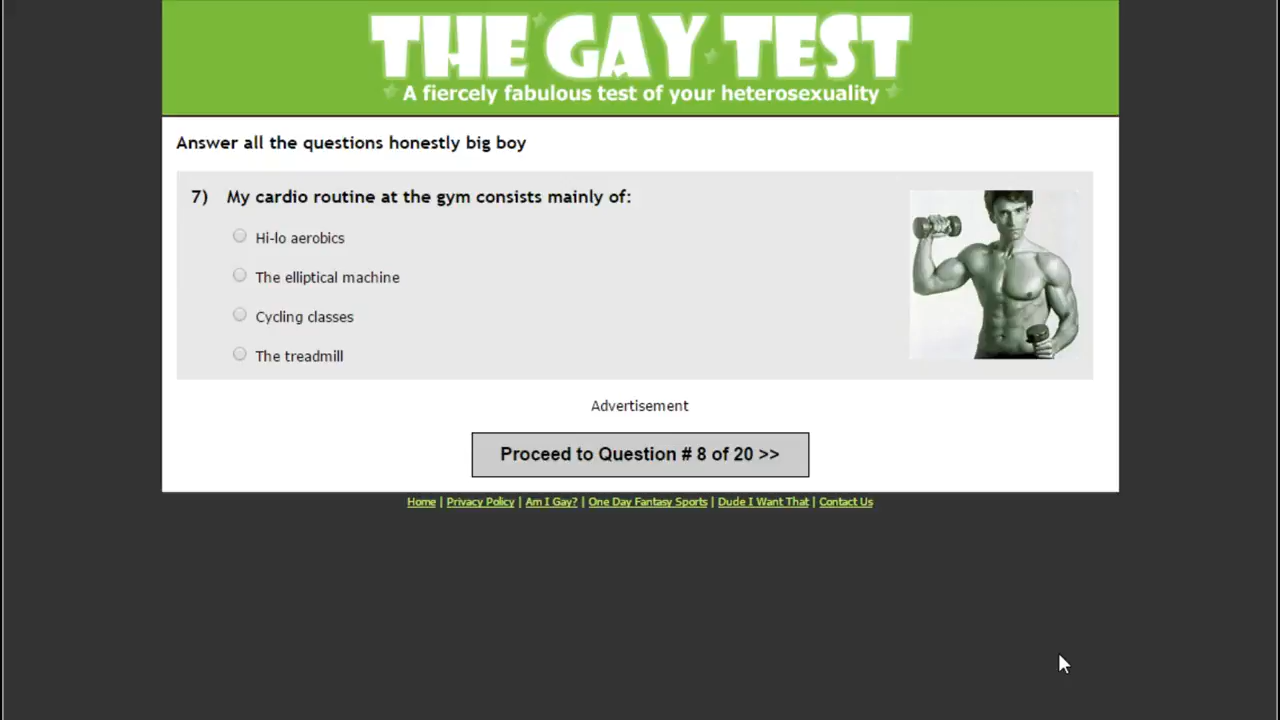 THE GAY TEST
A fiercely fabulous test of your heterosexuality
Answer all the questions honestly big boy
7) My cardio routine at the gym consists mainly of:
Hi-lo aerobics
The elliptical machine
Cycling classes
The treadmill
Advertisement
Proceed to Question # 8 of 20 >>
Home | Privacy Policy | Am I Gay? | One Day Fantasy Sports | Dude I Want That | Contact Us